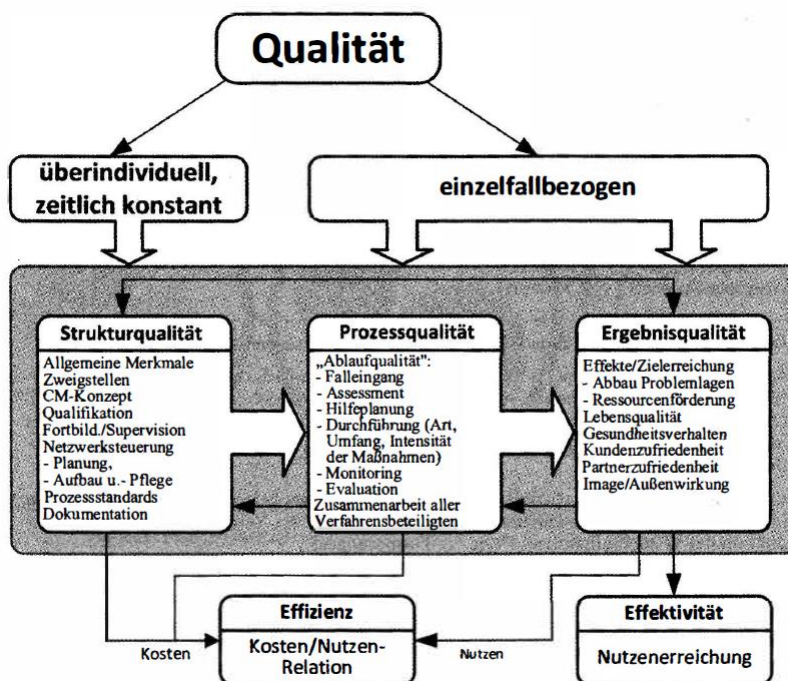 Qualität
überindividuell,
zeitlich konstant
einzelfallbezogen
Strukturqualität
Allgemeine Merkmale
Zweigstellen
CM-Konzept
Qualifikation
Fortbild./Supervision
Netzwerksteuerung
- Planung,
- Aufbau u.- Pflege
Prozessstandards
Dokumentation
Prozessqualität
„Ablaufqualität":
- Falleingang
- Assessment
- Hilfeplanung
- Durchführung (Art,
Umfang, Intensität
der Maßnahmen)
- Monitoring
- Evaluation
Zusammenarbeit aller
Verfahrensbeteiligten
Ergebnisqualität
Effekte/Zielerreichung
- Abbau Problemlagen
- Ressourcenförderung
Lebensqualität
Gesundheitsverhalten
Kundenzufriedenheit
Partnerzufriedenheit
Image/Außenwirkung
Kosten
Effizienz
Kosten/Nutzen-
Relation
Nutzen
Effektivität
Nutzenerreichung